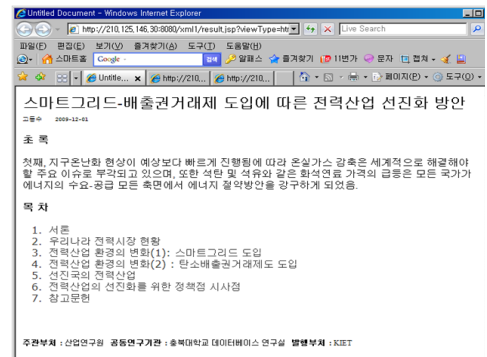 Untitled Document - Windows Internet Explorer
http://210,125,146,30:8080/xml1/result,jsp?viewType=htm
Live Search
파일(F) 편집(E) 보기(V) 즐겨찾기(A) 도구(T) 도움말(H)
스마트홈 Google 검색 알패스 즐겨찾기 11번가 문자 캡쳐
Untitle... http://210,... http://210,... 페이지(P) 도구(O)
스마트그리드-배출권거래제 도입에 따른 전력산업 선진화 방안
고동수 2009-12-01
초 록
첫째, 지구온난화 현상이 예상보다 빠르게 진행됨에 따라 온실가스 감축은 세계적으로 해결해야
할 주요 이슈로 부각되고 있으며, 또한 석탄 및 석유와 같은 화석연료 가격의 급등은 모든 국가가
에너지의 수요-공급 모든 측면에서 에너지 절약방안을 강구하게 되었음.
목 차
1. 서론
2. 우리나라 전력시장 현황
3. 전력산업 환경의 변화(1): 스마트그리드 도입
4. 전력산업 환경의 변화(2) : 탄소배출권거래제도 도입
5. 선진국의 전력산업
6. 전력산업의 선진화를 위한 정책점 시사점
7. 참고문헌
주관부처 : 산업연구원 공동연구기관 : 충북대학교 데이터베이스 연구실 발행부처 : KIET